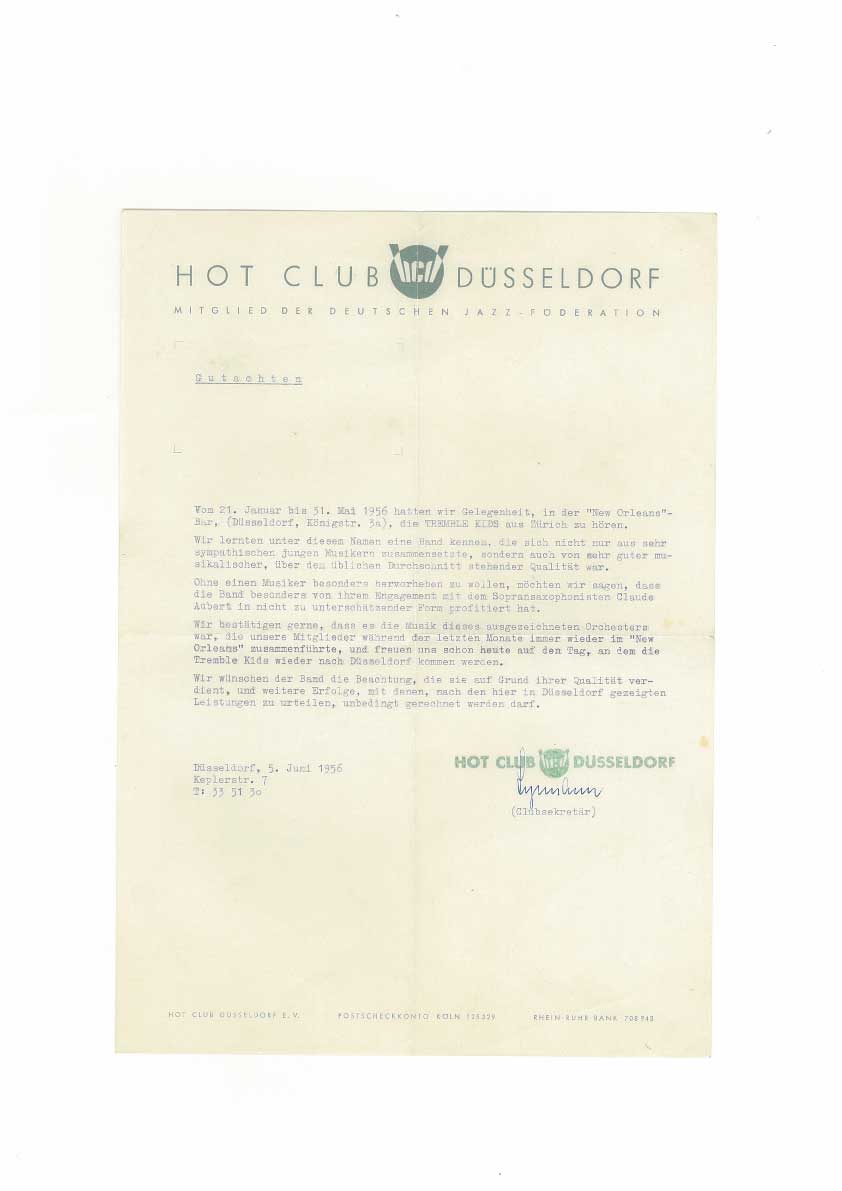 HOT CLUB hcd DÜSSELDORF
MITGLIED DER DEUTSCHEN JAZZ-FÖDERATION
Gutachten
Vom 21. Januar bis 31. Mai 1956 hatten wir Gelegenheit, in der "New Orleans"-
Bar, (Düsseldorf, Königstr. 3a), die TREMBLE KIDS aus Zürich zu hören.
Wir lernten unter diesem Namen eine Band kennen, die sich nicht nur aus sehr
sympathischen jungen Musikern zusammensetzte, sondern auch von sehr guter mu-
sikalischer, über dem üblichen Durchschnitt stehender Qualität war.
Ohne einen Musiker besonders hervorheben zu wollen, möchten wir sagen, dass
die Band besonders von ihrem Engagement mit dem Sopransaxophonisten Claude
Aubert in nicht zu unterschätzender Form profitiert hat.
Wir bestätigen gerne, dass es die Musik dieses ausgezeichneten Orchesters
war, die unsere Mitglieder während der letzten Monate immer wieder im "New
Orleans" zusammenführte, und freuen uns schon heute auf den Tag, an dem die
Tremble Kids wieder nach Düsseldorf kommen werden.
Wir wünschen der Band die Beachtung, die sie auf Grund ihrer Qualität ver-
dient, und weitere Erfolge, mit denen, nach den hier in Düsseldorf gezeigten
Leistungen zu urteilen, unbedingt gerechnet werden darf.
Düsseldorf, 5. Juni 1956
Keplerstr. 7
T: 33 51 30
HOT CLUB hcd DÜSSELDORF
(Clubsekretär)
HOT CLUB DÜSSELDORF E.V. POSTSCHECKKONTO KÖLN 125329 RHEIN-RUHR BANK 708943